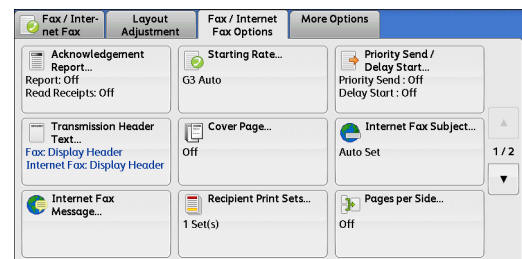 Fax / Inter-
net Fax
Layout
Adjustment
Fax / Internet
Fax Options
More Options
Acknowledgement
Report...
Report: Off
Read Receipts: Off
Starting Rate...
G3 Auto
Priority Send /
Delay Start...
Priority Send : Off
Delay Start : Off
Transmission Header
Text...
Fax: Display Header
Internet Fax: Display Header
Cover Page...
Off
Internet Fax Subject...
Auto Set
1 / 2
Internet Fax
Message...
Recipient Print Sets...
1 Set(s)
Pages per Side...
Off